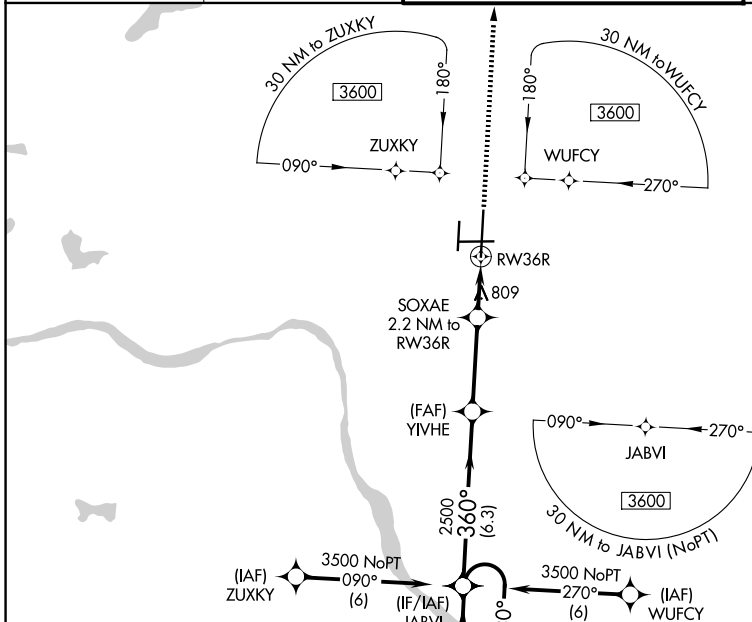 30 NM to ZUXKY
3600
180°
090°
ZUXKY
30 NM to WUFCY
3600
180°
WUFCY
270°
RW36R
809
SOXAE
2.2 NM to
RW36R
(FAF)
YIVHE
090°
270°
JABVI
3600
30 NM to JABVI (NoPT)
2500
360°
(6.3)
(IAF)
ZUXKY
3500 NoPT
090°
(6)
(IF/IAF)
JABVI
3500 NoPT
270°
(6)
(IAF)
WUFCY